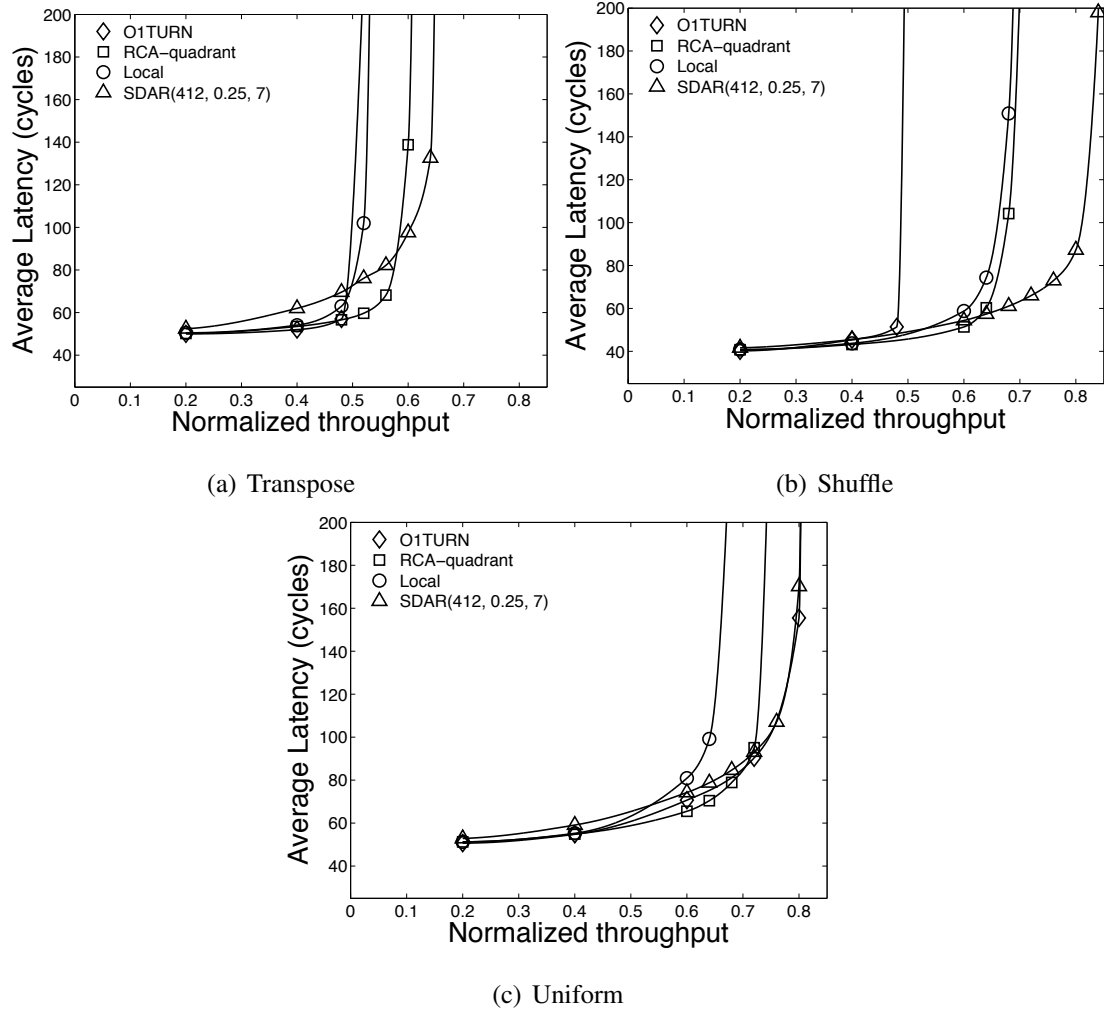 200
180
160
140
120
100
80
60
40
Average Latency (cycles)
O1TURN
RCA−quadrant
Local
SDAR(412, 0.25, 7)
0 0.1 0.2 0.3 0.4 0.5 0.6 0.7 0.8
Normalized throughput
(a) Transpose
200
180
160
140
120
100
80
60
40
Average Latency (cycles)
O1TURN
RCA−quadrant
Local
SDAR(412, 0.25, 7)
0 0.1 0.2 0.3 0.4 0.5 0.6 0.7 0.8
Normalized throughput
(b) Shuffle
200
180
160
140
120
100
80
60
40
Average Latency (cycles)
O1TURN
RCA−quadrant
Local
SDAR(412, 0.25, 7)
0 0.1 0.2 0.3 0.4 0.5 0.6 0.7 0.8
Normalized throughput
(c) Uniform